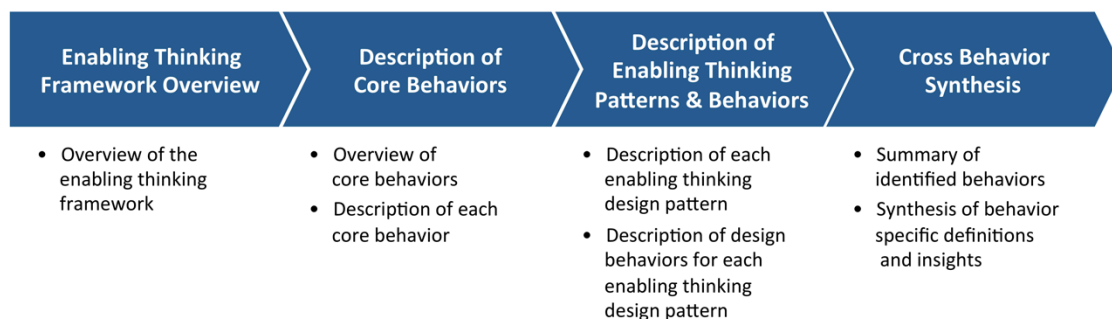 Enabling Thinking
Framework Overview
Description of
Core Behaviors
Description of
Enabling Thinking
Patterns & Behaviors
Cross Behavior
Synthesis
• Overview of the
enabling thinking
framework
• Overview of
core behaviors
• Description of each
core behavior
• Description of each
enabling thinking
design pattern
• Description of design
behaviors for each
enabling thinking
design pattern
• Summary of
identified behaviors
• Synthesis of behavior
specific definitions
and insights